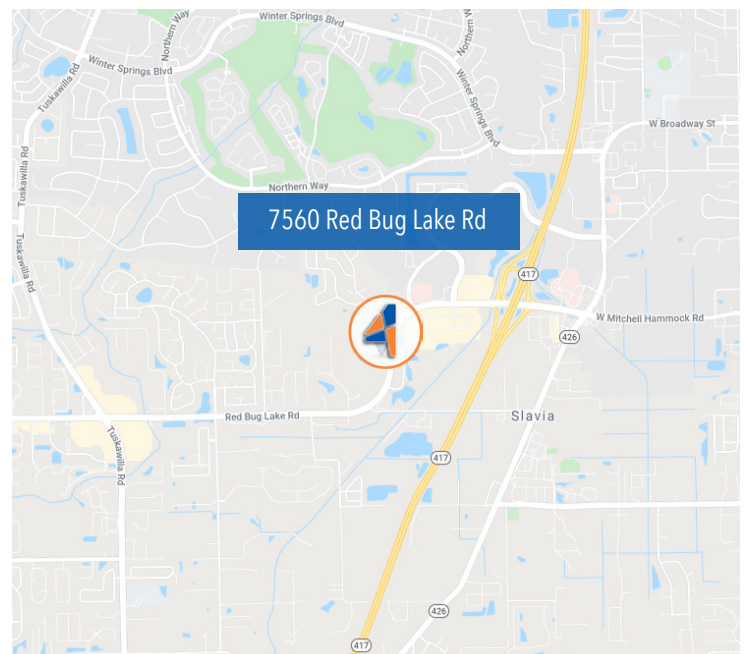 Northern Way
Winter Springs Blvd
Northern
Winter Springs Blvd
Tuskawilla Rd
Winter Springs Blvd
W Broadway St
Tuskawilla Rd
Northern Way
7560 Red Bug Lake Rd
Tuskawilla Rd
417
W Mitchell Hammock Rd
426
Red Bug Lake Rd
Slavia
Tuskawilla Rd
417
426
417